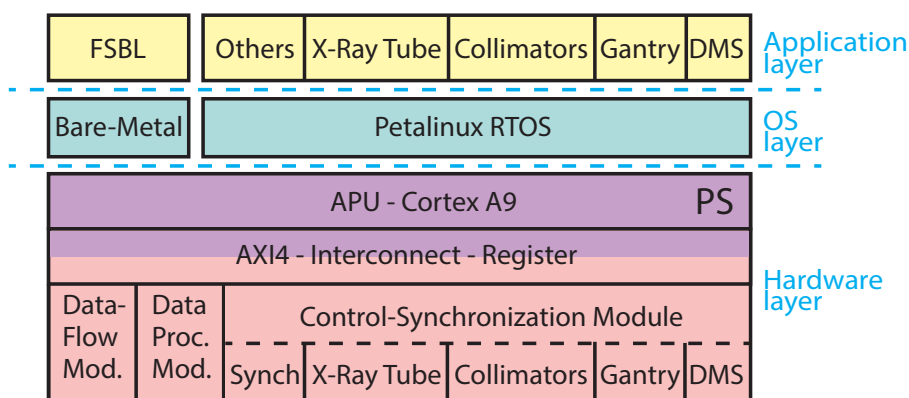 FSBL
Others
X-Ray Tube
Collimators
Gantry
DMS
Application
layer
Bare-Metal
Petalinux RTOS
OS
layer
APU - Cortex A9
PS
AXI4 - Interconnect - Register
Hardware
layer
Data-
Flow
Mod.
Data
Proc.
Mod.
Control-Synchronization Module
Synch
X-Ray Tube
Collimators
Gantry
DMS